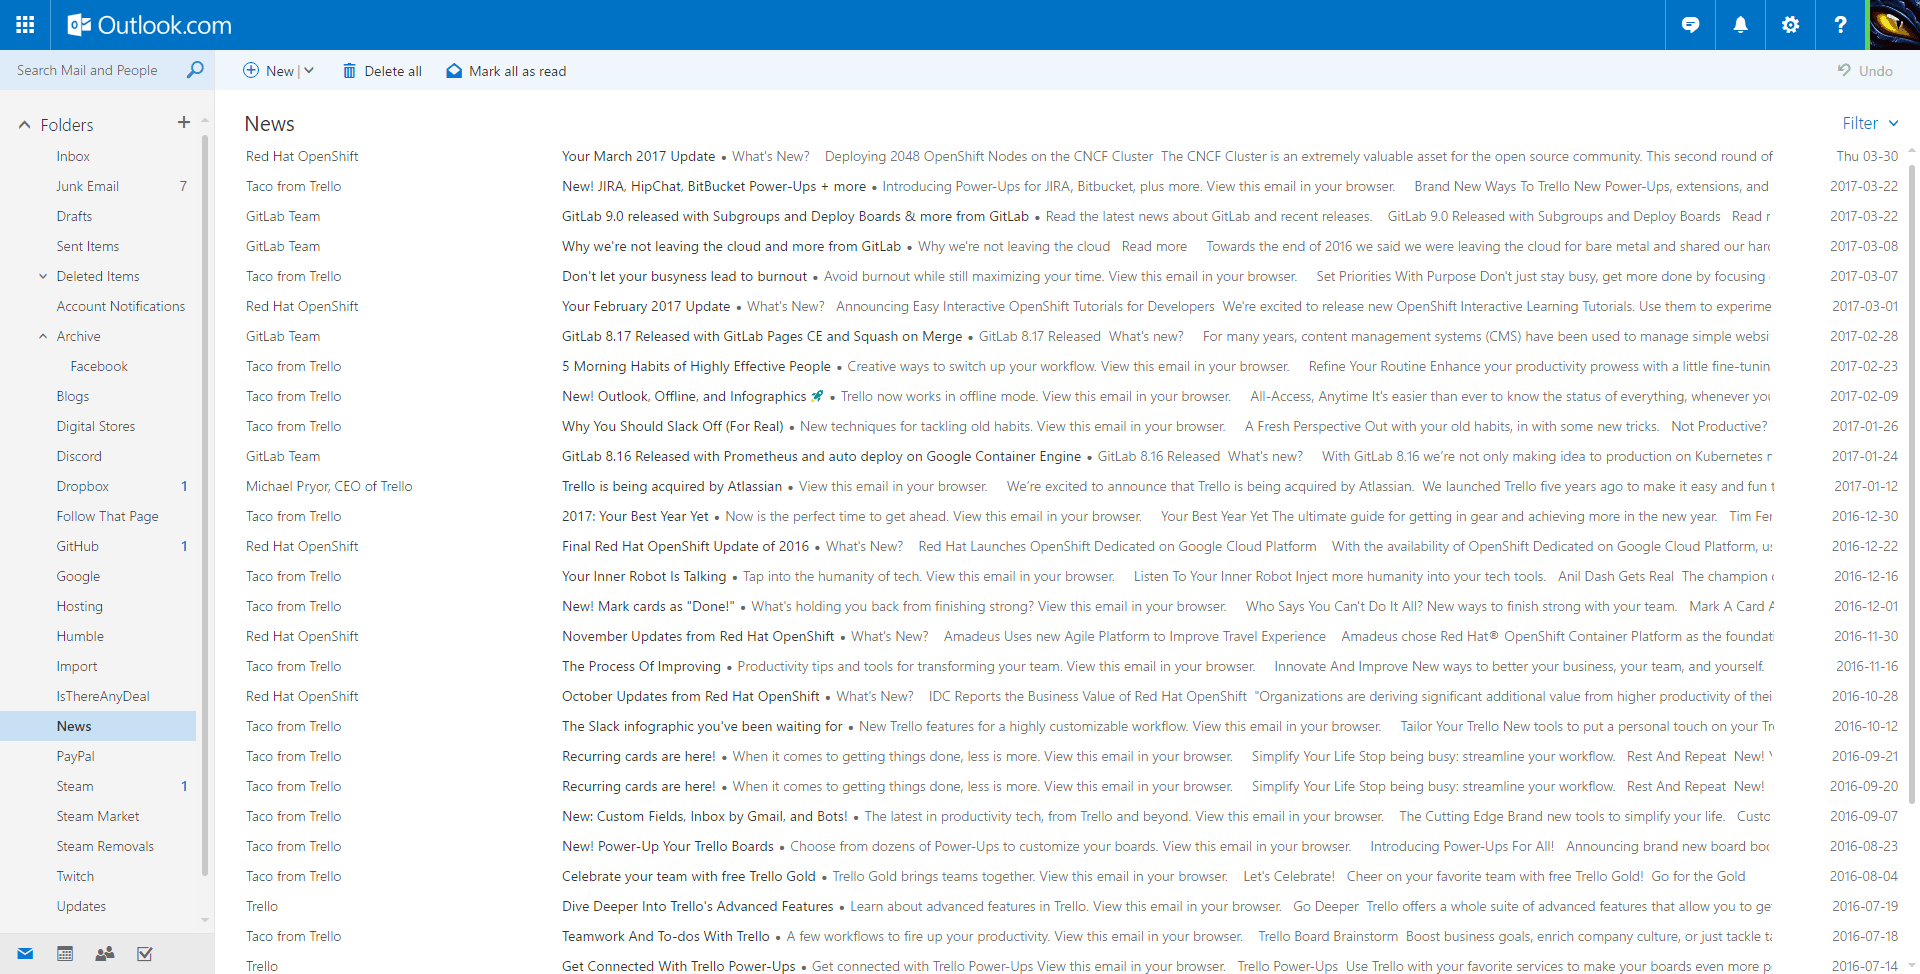 Outlook.com
Search Mail and People
New
Delete all
Mark all as read
Undo
Folders
Inbox
Junk Email 7
Drafts
Sent Items
Deleted Items
Account Notifications
Archive
Facebook
Blogs
Digital Stores
Discord
Dropbox 1
Follow That Page
GitHub 1
Google
Hosting
Humble
Import
IsThereAnyDeal
News
PayPal
Steam 1
Steam Market
Steam Removals
Twitch
Updates
News
Filter
Red Hat OpenShift Your March 2017 Update • What's New? Deploying 2048 OpenShift Nodes on the CNCF Cluster The CNCF Cluster is an extremely valuable asset for the open source community. This second round of Thu 03-30
Taco from Trello New! JIRA, HipChat, BitBucket Power-Ups + more • Introducing Power-Ups for JIRA, Bitbucket, plus more. View this email in your browser. Brand New Ways To Trello New Power-Ups, extensions, and 2017-03-22
GitLab Team GitLab 9.0 released with Subgroups and Deploy Boards & more from GitLab • Read the latest news about GitLab and recent releases. GitLab 9.0 Released with Subgroups and Deploy Boards Read 2017-03-22
GitLab Team Why we're not leaving the cloud and more from GitLab • Why we're not leaving the cloud Read more Towards the end of 2016 we said we were leaving the cloud for bare metal and shared our 2017-03-08
Taco from Trello Don't let your busyness lead to burnout • Avoid burnout while still maximizing your time. View this email in your browser. Set Priorities With Purpose Don't just stay busy, get more done by focusing 2017-03-07
Red Hat OpenShift Your February 2017 Update • What's New? Announcing Easy Interactive OpenShift Tutorials for Developers We're excited to release new OpenShift Interactive Learning Tutorials. Use them to experime 2017-03-01
GitLab Team GitLab 8.17 Released with GitLab Pages CE and Squash on Merge • GitLab 8.17 Released What's new? For many years, content management systems (CMS) have been used to manage simple websi 2017-02-28
Taco from Trello 5 Morning Habits of Highly Effective People • Creative ways to switch up your workflow. View this email in your browser. Refine Your Routine Enhance your productivity prowess with a little fine-tunin 2017-02-23
Taco from Trello New! Outlook, Offline, and Infographics 🚀 • Trello now works in offline mode. View this email in your browser. All-Access, Anytime It's easier than ever to know the status of everything, whenever you 2017-02-09
Taco from Trello Why You Should Slack Off (For Real) • New techniques for tackling old habits. View this email in your browser. A Fresh Perspective Out with your old habits, in with some new tricks. Not Productive? 2017-01-26
GitLab Team GitLab 8.16 Released with Prometheus and auto deploy on Google Container Engine • GitLab 8.16 Released What's new? With GitLab 8.16 we're not only making idea to production on Kubernetes 2017-01-24
Michael Pryor, CEO of Trello Trello is being acquired by Atlassian • View this email in your browser. We're excited to announce that Trello is being acquired by Atlassian. We launched Trello five years ago to make it easy and fun 2017-01-12
Taco from Trello 2017: Your Best Year Yet • Now is the perfect time to get ahead. View this email in your browser. Your Best Year Yet The ultimate guide for getting in gear and achieving more in the new year. Tim Fer 2016-12-30
Red Hat OpenShift Final Red Hat OpenShift Update of 2016 • What's New? Red Hat Launches OpenShift Dedicated on Google Cloud Platform With the availability of OpenShift Dedicated on Google Cloud Platform, us 2016-12-22
Taco from Trello Your Inner Robot Is Talking • Tap into the humanity of tech. View this email in your browser. Listen To Your Inner Robot Inject more humanity into your tech tools. Anil Dash Gets Real The champion 2016-12-16
Taco from Trello New! Mark cards as "Done!" • What's holding you back from finishing strong? View this email in your browser. Who Says You Can't Do It All? New ways to finish strong with your team. Mark A Card 2016-12-01
Red Hat OpenShift November Updates from Red Hat OpenShift • What's New? Amadeus Uses new Agile Platform to Improve Travel Experience Amadeus chose Red Hat® OpenShift Container Platform as the foundati 2016-11-30
Taco from Trello The Process Of Improving • Productivity tips and tools for transforming your team. View this email in your browser. Innovate And Improve New ways to better your business, your team, and yourself. 2016-11-16
Red Hat OpenShift October Updates from Red Hat OpenShift • What's New? IDC Reports the Business Value of Red Hat OpenShift "Organizations are deriving significant additional value from higher productivity of thei 2016-10-28
Taco from Trello The Slack infographic you've been waiting for • New Trello features for a highly customizable workflow. View this email in your browser. Tailor Your Trello New tools to put a personal touch on your Tr 2016-10-12
Taco from Trello Recurring cards are here! • When it comes to getting things done, less is more. View this email in your browser. Simplify Your Life Stop being busy: streamline your workflow. Rest And Repeat New! 2016-09-21
Taco from Trello Recurring cards are here! • When it comes to getting things done, less is more. View this email in your browser. Simplify Your Life Stop being busy: streamline your workflow. Rest And Repeat New! 2016-09-20
Taco from Trello New: Custom Fields, Inbox by Gmail, and Bots! • The latest in productivity tech, from Trello and beyond. View this email in your browser. The Cutting Edge Brand new tools to simplify your life. Custo 2016-09-07
Taco from Trello New! Power-Up Your Trello Boards • Choose from dozens of Power-Ups to customize your boards. View this email in your browser. Introducing Power-Ups For All! Announcing brand new board 2016-08-23
Taco from Trello Celebrate your team with free Trello Gold • Trello Gold brings teams together. View this email in your browser. Let's Celebrate! Cheer on your favorite team with free Trello Gold! Go for the Gold 2016-08-04
Trello Dive Deeper Into Trello's Advanced Features • Learn about advanced features in Trello. View this email in your browser. Go Deeper Trello offers a whole suite of advanced features that allow you to ge 2016-07-19
Taco from Trello Teamwork And To-dos With Trello • A few workflows to fire up your productivity. View this email in your browser. Trello Board Brainstorm Boost business goals, enrich company culture, or just tackle 2016-07-18
Trello Get Connected With Trello Power-Ups • Get connected with Trello Power-Ups View this email in your browser. Trello Power-Ups Use Trello with your favorite services to make your boards even more p 2016-07-14